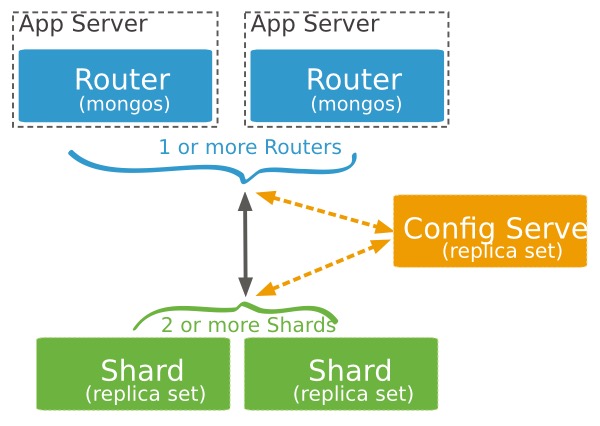 App Server
App Server
Router
(mongos)
Router
(mongos)
1 or more Routers
Config Serve
(replica set)
2 or more Shards
Shard
(replica set)
Shard
(replica set)